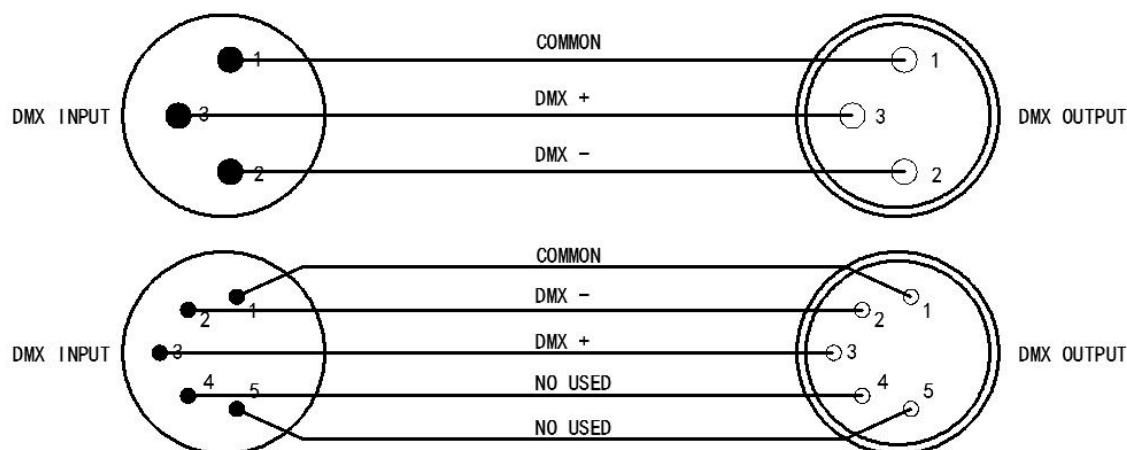 COMMON
1 1
DMX +
DMX INPUT 3 3 DMX OUTPUT
DMX -
2 2
COMMON
1 1
DMX -
2 2
DMX +
DMX INPUT 3 3 DMX OUTPUT
4 NO USED 4
5 5
NO USED